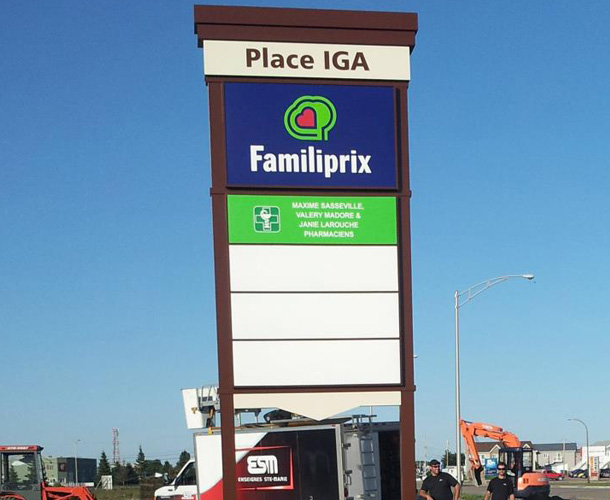 Place IGA
Familiprix
MAXIME SASSEVILLE,
VALERY MADORE &
JANIE LAROUCHE
PHARMACIENS
ESM
ENSEIGNES STE-MARIE